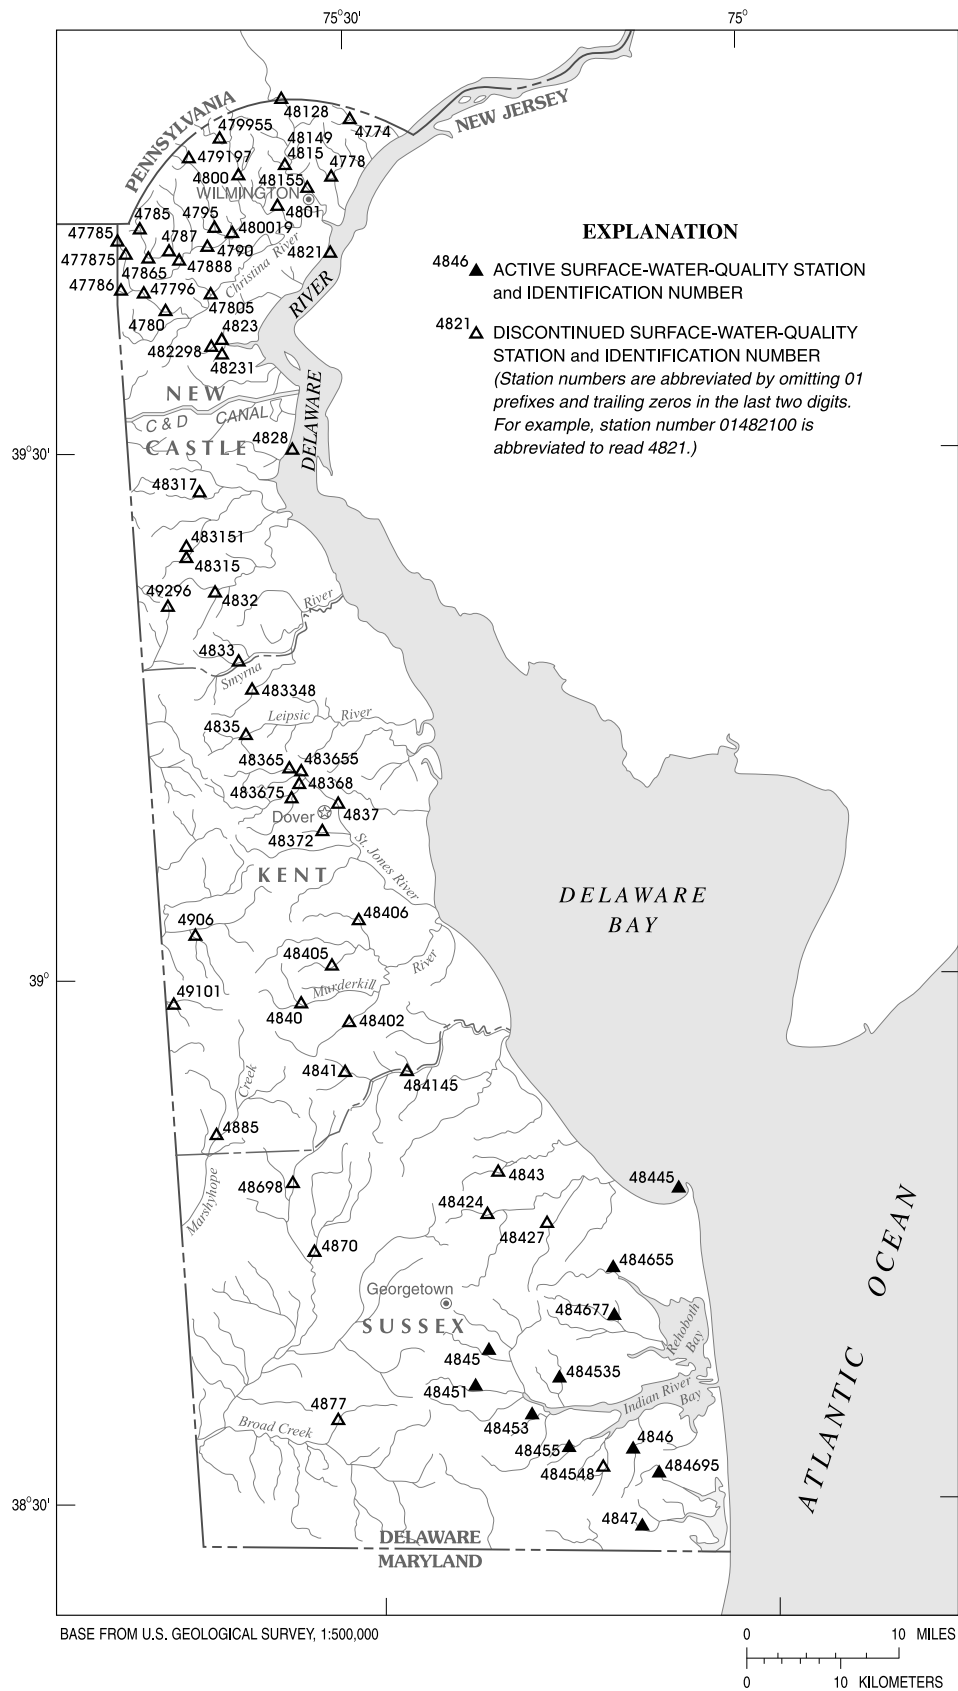 75°30'
75°
PENNSYLVANIA
NEW JERSEY
48128
479955
4774
48149
4815
479197
4778
4800
48155
WILMINGTON
4801
4785
4795
47785
4787
480019
477875
4790
4821
47865
47888
Christina River
47786
47796
47805
4780
4823
482298
48231
RIVER
DELAWARE
NEW
C & D CANAL
CASTLE
4828
39°30'
EXPLANATION
4846 ACTIVE SURFACE-WATER-QUALITY STATION
and IDENTIFICATION NUMBER
4821 DISCONTINUED SURFACE-WATER-QUALITY
STATION and IDENTIFICATION NUMBER
(Station numbers are abbreviated by omitting 01
prefixes and trailing zeros in the last two digits.
For example, station number 01482100 is
abbreviated to read 4821.)
48317
483151
48315
49296
4832
River
4833
Smyrna
483348
Leipsic River
4835
48365
483655
48368
483675
4837
Dover
48372
St. Jones River
KENT
DELAWARE
BAY
48406
4906
48405
River
39°
49101
Murderkill
4840
48402
Creek
4841
484145
4885
Marshyhope
48698
4843
48445
48424
48427
4870
484655
Georgetown
484677
SUSSEX
Rehoboth
Bay
4845
484535
48451
Indian River
Bay
4877
48453
Broad Creek
48455
4846
484548
484695
38°30'
4847
DELAWARE
MARYLAND
ATLANTIC OCEAN
BASE FROM U.S. GEOLOGICAL SURVEY, 1:500,000
0 10 MILES
0 10 KILOMETERS